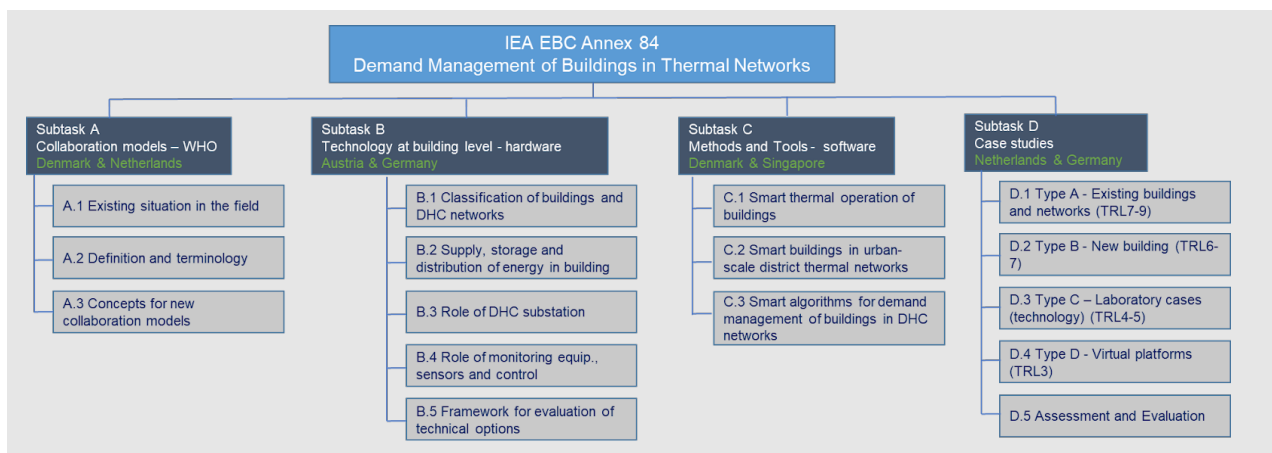 IEA EBC Annex 84
Demand Management of Buildings in Thermal Networks
Subtask A
Collaboration models – WHO
Denmark & Netherlands
A.1 Existing situation in the field
A.2 Definition and terminology
A.3 Concepts for new
collaboration models
Subtask B
Technology at building level - hardware
Austria & Germany
B.1 Classification of buildings and
DHC networks
B.2 Supply, storage and
distribution of energy in building
B.3 Role of DHC substation
B.4 Role of monitoring equip.,
sensors and control
B.5 Framework for evaluation of
technical options
Subtask C
Methods and Tools - software
Denmark & Singapore
C.1 Smart thermal operation of
buildings
C.2 Smart buildings in urban-
scale district thermal networks
C.3 Smart algorithms for demand
management of buildings in DHC
networks
Subtask D
Case studies
Netherlands & Germany
D.1 Type A - Existing buildings
and networks (TRL7-9)
D.2 Type B - New building (TRL6-
7)
D.3 Type C – Laboratory cases
(technology) (TRL4-5)
D.4 Type D - Virtual platforms
(TRL3)
D.5 Assessment and Evaluation